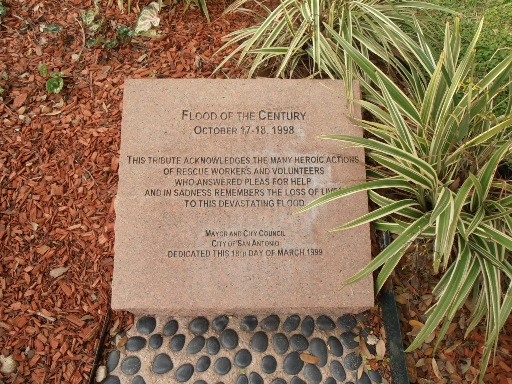 FLOOD OF THE CENTURY
OCTOBER 17-18, 1998
THIS TRIBUTE ACKNOWLEDGES THE MANY HEROIC ACTIONS
OF RESCUE WORKERS AND VOLUNTEERS
WHO ANSWERED PLEAS FOR HELP
AND IN SADNESS REMEMBERS THE LOSS OF LIVES
TO THIS DEVASTATING FLOOD
MAYOR AND CITY COUNCIL
CITY OF SAN ANTONIO
DEDICATED THIS 18TH DAY OF MARCH 1999